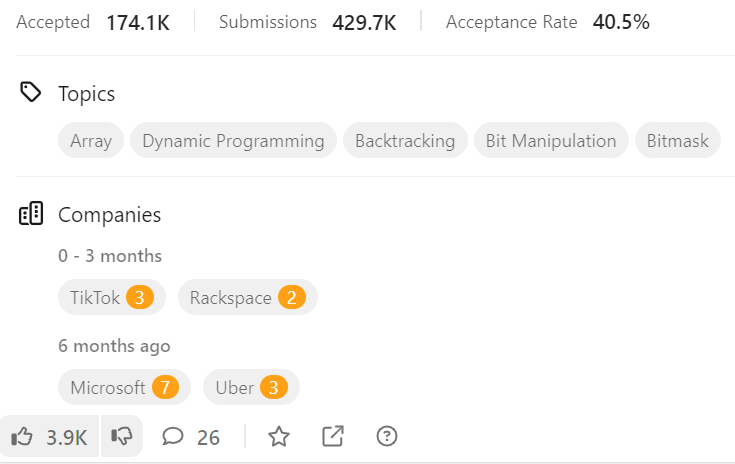 Accepted 174.1K Submissions 429.7K Acceptance Rate 40.5%
Topics
Array Dynamic Programming Backtracking Bit Manipulation Bitmask
Companies
0 - 3 months
TikTok 3 Rackspace 2
6 months ago
Microsoft 7 Uber 3
3.9K 26